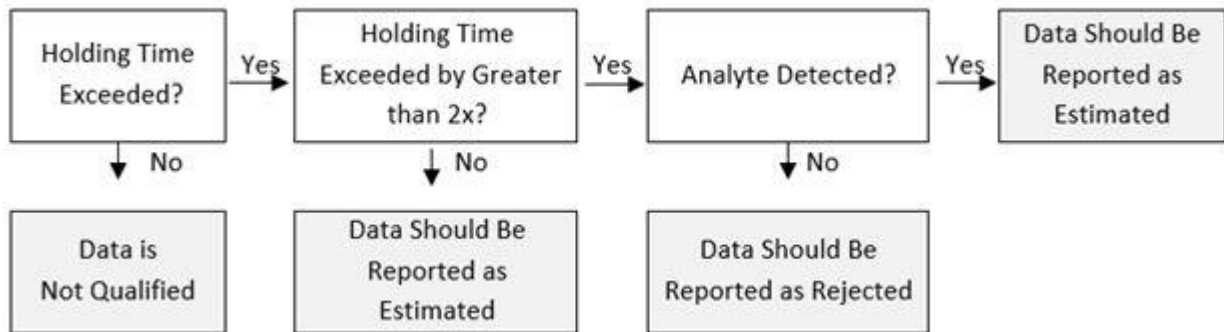 Holding Time
Exceeded?
Yes
Holding Time
Exceeded by Greater
than 2x?
Yes
Analyte Detected?
Yes
Data Should Be
Reported as
Estimated
No
No
No
Data is
Not Qualified
Data Should Be
Reported as
Estimated
Data Should Be
Reported as Rejected